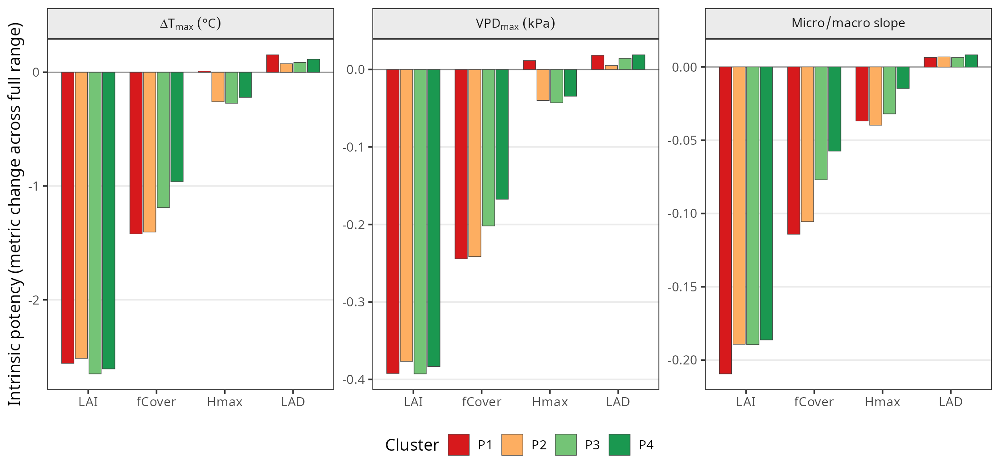 Intrinsic potency (metric change across full range)
ΔTmax (°C)
0
-1
-2
LAI fCover Hmax LAD
VPDmax (kPa)
0.0
-0.1
-0.2
-0.3
-0.4
LAI fCover Hmax LAD
Micro/macro slope
0.00
-0.05
-0.10
-0.15
-0.20
LAI fCover Hmax LAD
Cluster P1 P2 P3 P4